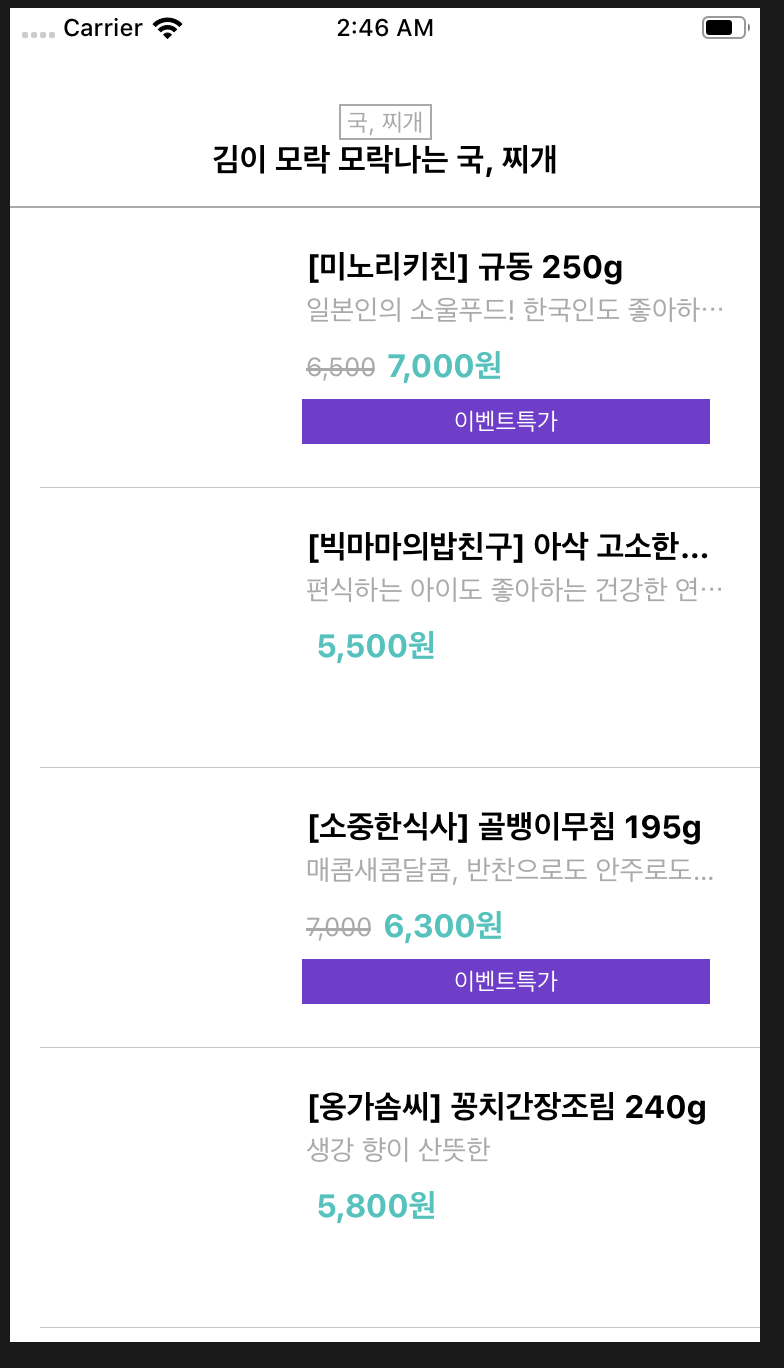 Carrier 2:46 AM
국, 찌개
김이 모락 모락나는 국, 찌개
[미노리키친] 규동 250g
일본인의 소울푸드! 한국인도 좋아하…
6,500 7,000원
이벤트특가
[빅마마의밥친구] 아삭 고소한...
편식하는 아이도 좋아하는 건강한 연…
5,500원
[소중한식사] 골뱅이무침 195g
매콤새콤달콤, 반찬으로도 안주로도...
7,000 6,300원
이벤트특가
[옹가솜씨] 꽁치간장조림 240g
생강 향이 산뜻한
5,800원